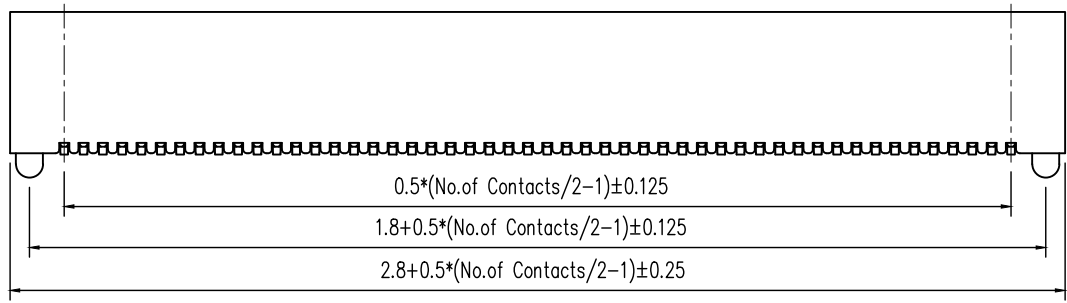 0.5*(No.of Contacts/2-1)±0.125
1.8+0.5*(No.of Contacts/2-1)±0.125
2.8+0.5*(No.of Contacts/2-1)±0.25